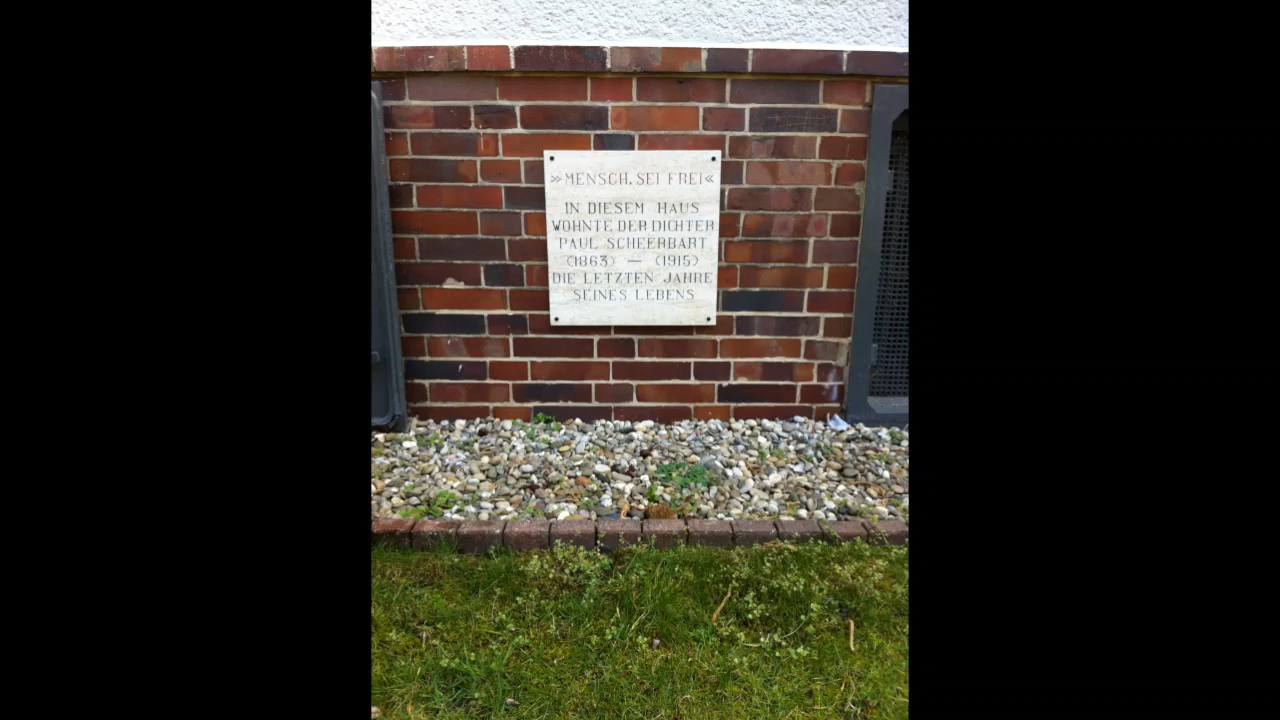 »MENSCH, SEI FREI«
IN DIESEM HAUS
WOHNTE DER DICHTER
PAUL SCHEERBART
(1863) — (1915)
DIE LETZTEN JAHRE
SEINES LEBENS